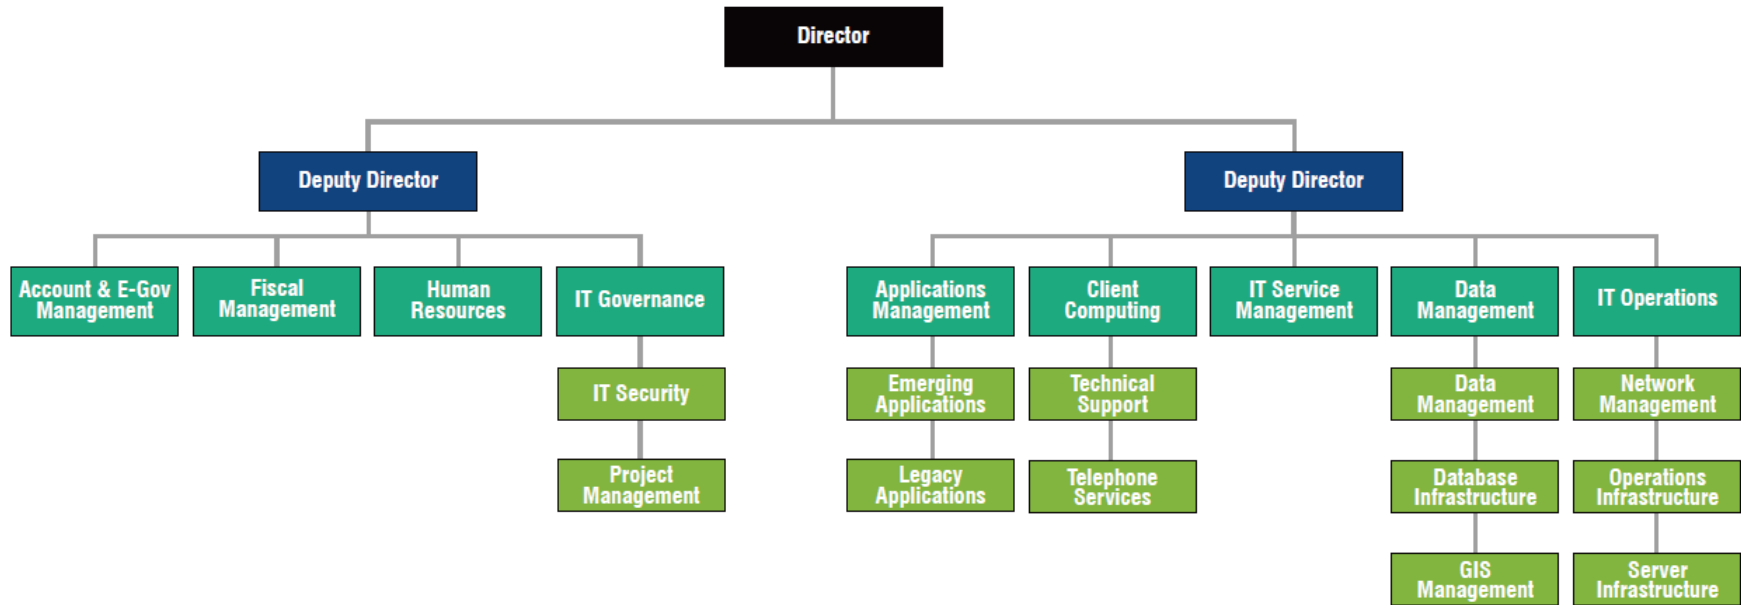 Director
Deputy Director
Deputy Director
Account & E-Gov
Management
Fiscal
Management
Human
Resources
IT Governance
Applications
Management
Client
Computing
IT Service
Management
Data
Management
IT Operations
IT Security
Emerging
Applications
Technical
Support
Data
Management
Network
Management
Project
Management
Legacy
Applications
Telephone
Services
Database
Infrastructure
Operations
Infrastructure
GIS
Management
Server
Infrastructure